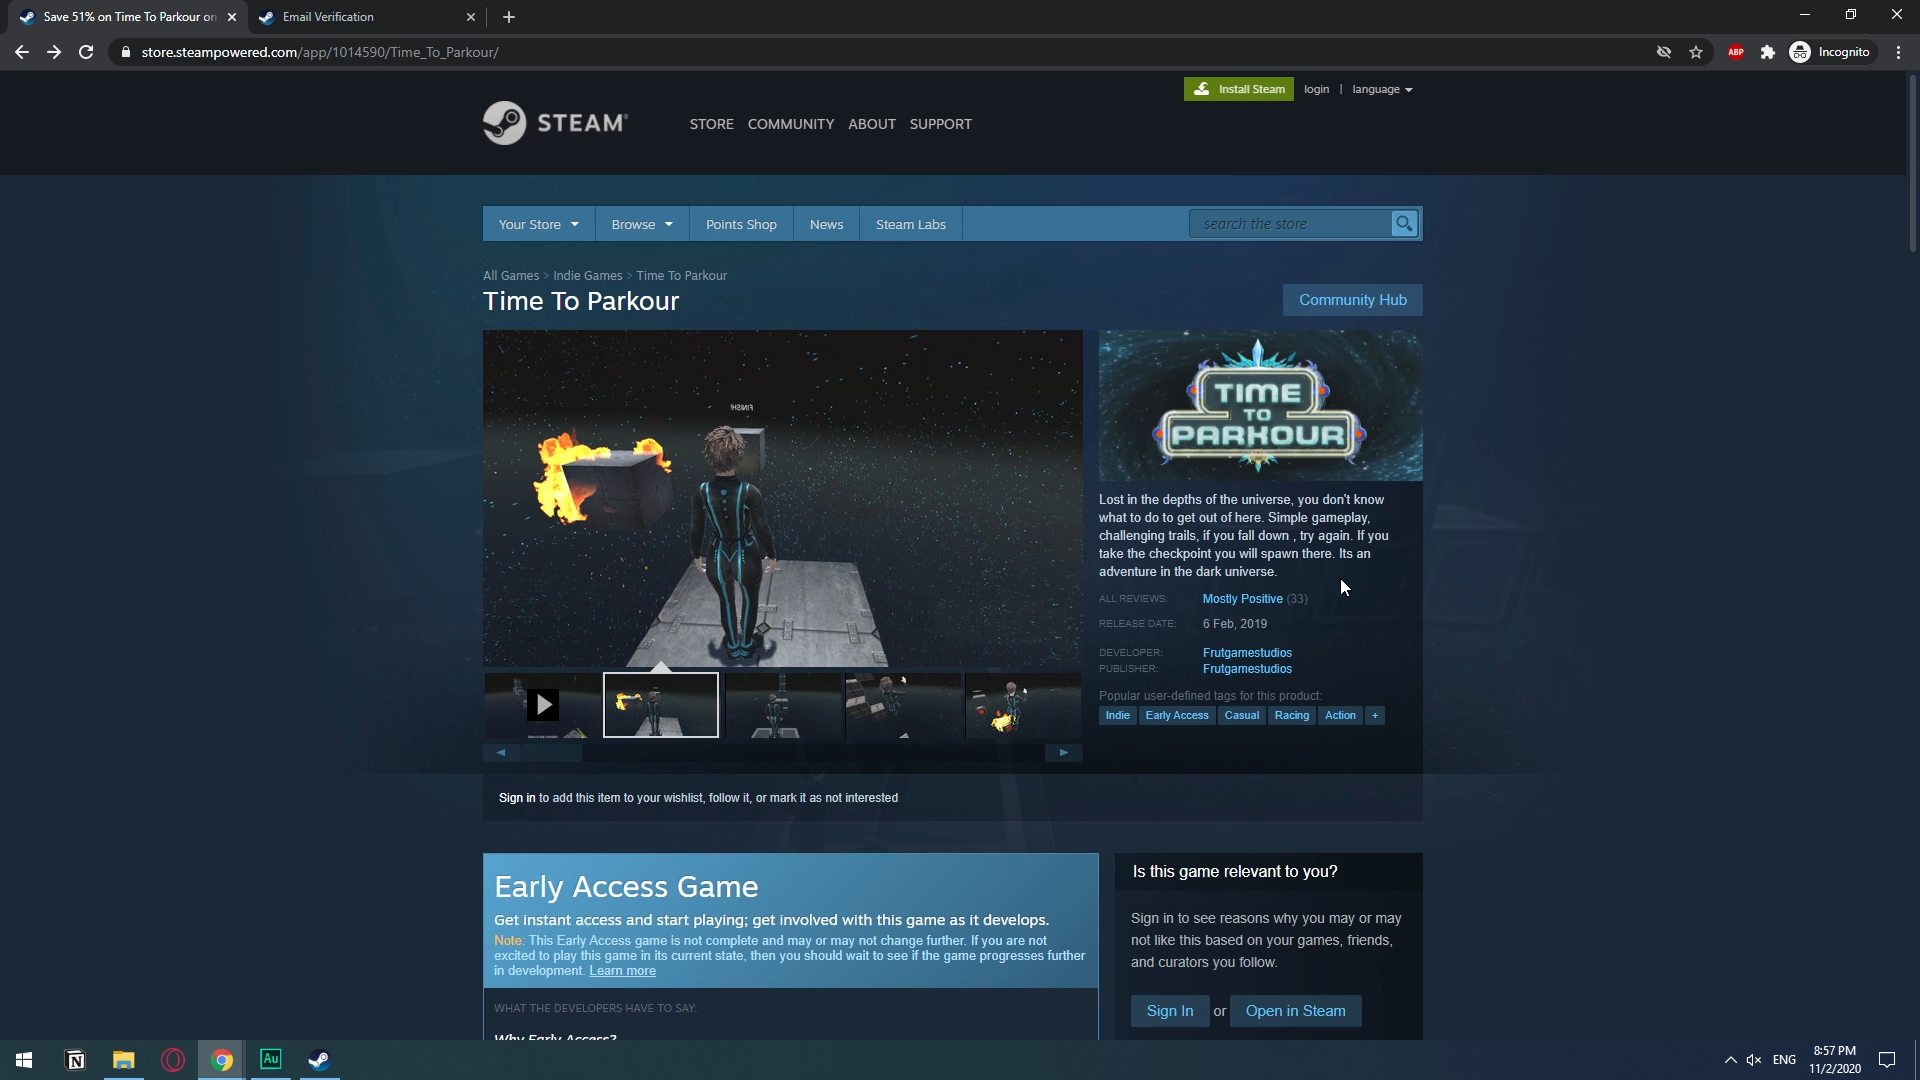 Save 51% on Time To Parkour on
Email Verification
store.steampowered.com/app/1014590/Time_To_Parkour/
ABP
Incognito
Install Steam
login | language
STEAM
STORE COMMUNITY ABOUT SUPPORT
Your Store Browse Points Shop News Steam Labs
search the store
All Games > Indie Games > Time To Parkour
Time To Parkour
Community Hub
FINISH!
TIME
TO
PARKOUR
Lost in the depths of the universe, you don't know
what to do to get out of here. Simple gameplay,
challenging trails, if you fall down , try again. If you
take the checkpoint you will spawn there. Its an
adventure in the dark universe.
ALL REVIEWS: Mostly Positive (33)
RELEASE DATE: 6 Feb, 2019
DEVELOPER: Frutgamestudios
PUBLISHER: Frutgamestudios
Popular user-defined tags for this product:
Indie Early Access Casual Racing Action +
Sign in to add this item to your wishlist, follow it, or mark it as not interested
Early Access Game
Get instant access and start playing; get involved with this game as it develops.
Note: This Early Access game is not complete and may or may not change further. If you are not
excited to play this game in its current state, then you should wait to see if the game progresses further
in development. Learn more
WHAT THE DEVELOPERS HAVE TO SAY:
Why Early Access?
Is this game relevant to you?
Sign in to see reasons why you may or may
not like this based on your games, friends,
and curators you follow.
Sign In or Open in Steam
Au
ENG
8:57 PM
11/2/2020